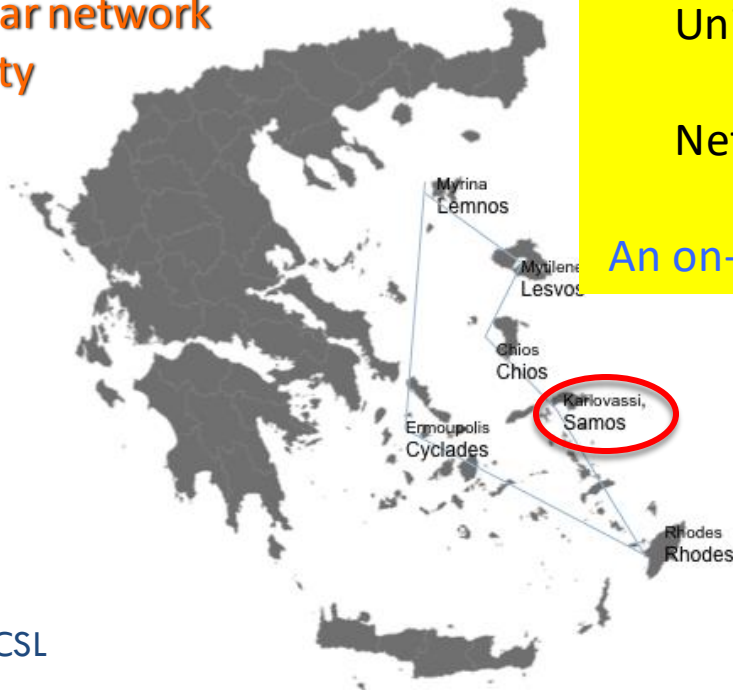 ar network
ty
Un
Net
An on-
Myrina
Lemnos
Mytilene
Lesvos
Chios
Chios
Karlovassi,
Samos
Ermoupolis
Cyclades
Rhodes
Rhodes
CSL